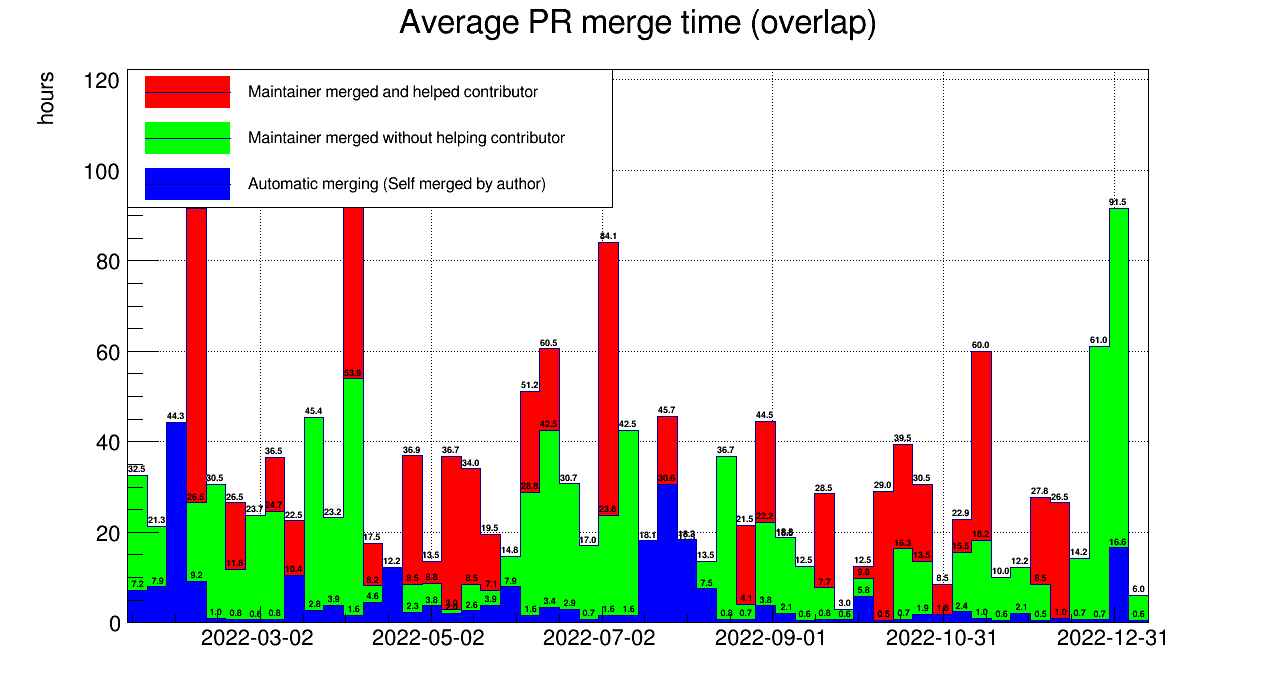 Average PR merge time (overlap)
hours
Maintainer merged and helped contributor
Maintainer merged without helping contributor
Automatic merging (Self merged by author)
120
100
80
60
40
20
0
91.5
84.1
61.0
60.5
60.0
53.9
51.2
45.7
45.4
44.5
44.3
42.5 42.5
39.5
36.5 36.9 36.7 36.7
34.0
32.5 30.5 30.7 30.6 30.5
29.0 28.5 28.8 27.8
26.5 26.5 26.5
24.7 23.7 23.2 23.8
22.5 22.2 22.9
21.3 21.5
19.5 18.1 18.2
17.5 17.0 16.3 16.6
15.5 14.8 14.2
13.5 13.5 13.5
12.2 12.5 12.5 12.2
11.8 10.4 10.0
9.2 9.8
8.2 8.5 8.8 8.5 8.5 8.5
7.2 7.9 7.1 7.9 7.5 7.7
6.0 5.8
4.6 4.1
2.8 3.9 1.6 2.3 3.8 2.6 3.9
1.0 0.8 0.6 0.8
1.6 3.4 2.9 0.7 1.6 1.6
0.8 0.7 3.8 2.1 0.6 0.8 3.0 0.6
0.5 0.7 1.9 1.8 2.4 1.0 0.6 2.1 0.5 1.0 0.7 0.7 0.6
2022-03-02 2022-05-02 2022-07-02 2022-09-01 2022-10-31 2022-12-31